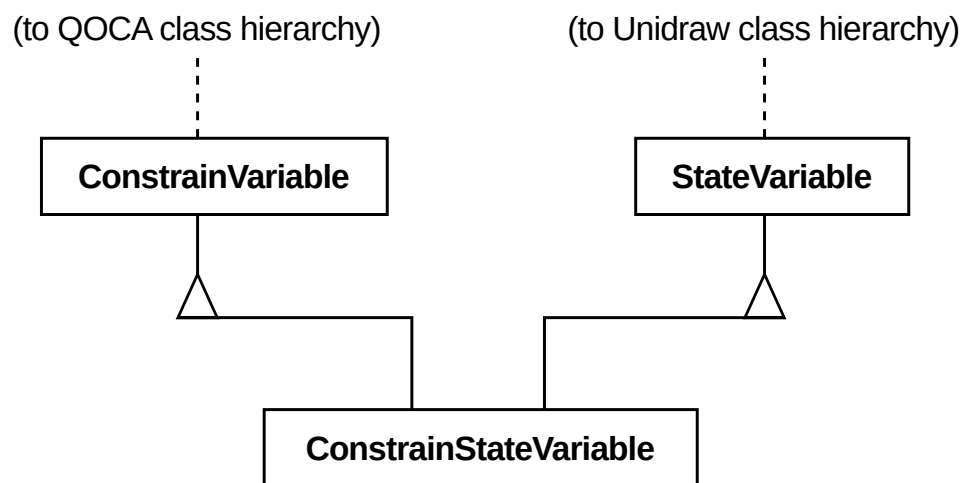 (to QOCA class hierarchy)
(to Unidraw class hierarchy)
ConstrainVariable
StateVariable
ConstrainStateVariable